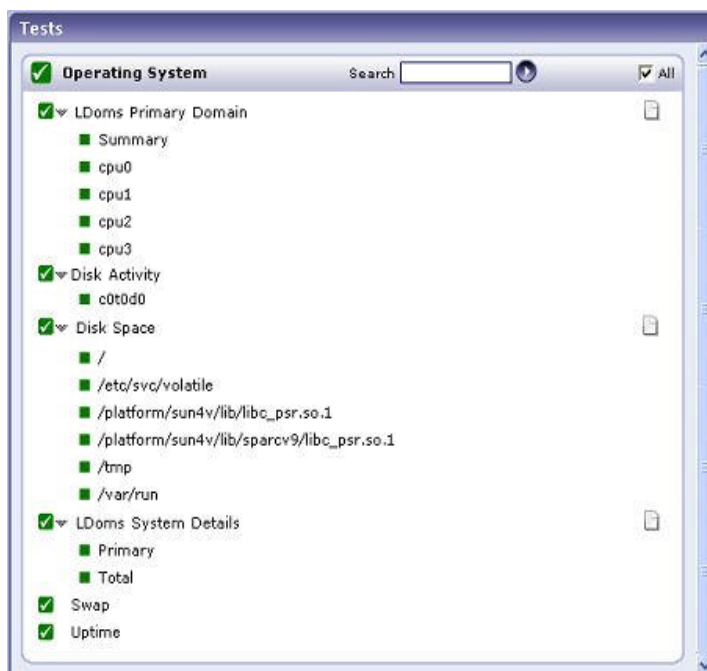 Tests
Operating System Search All
LDoms Primary Domain
Summary
cpu0
cpu1
cpu2
cpu3
Disk Activity
c0t0d0
Disk Space
/
/etc/svc/volatile
/platform/sun4v/lib/libc_psr.so.1
/platform/sun4v/lib/sparcv9/libc_psr.so.1
/tmp
/var/run
LDoms System Details
Primary
Total
Swap
Uptime